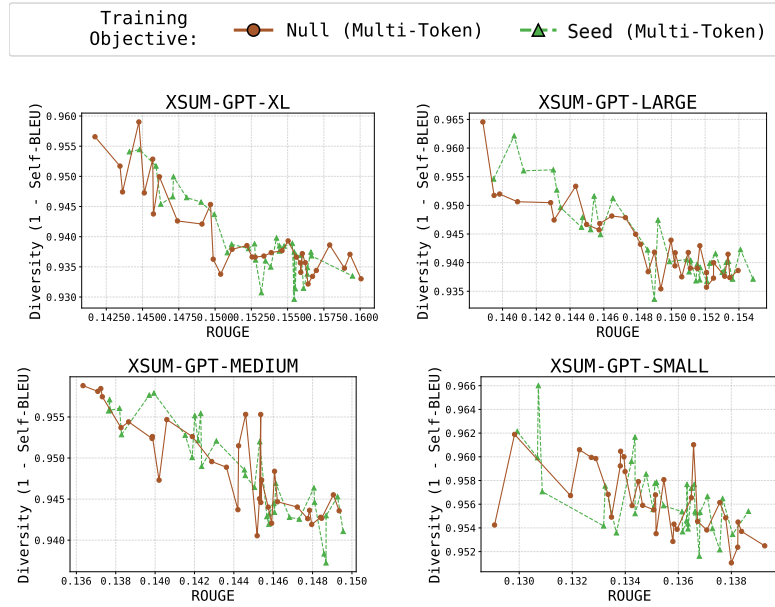 Training
Objective:
Null (Multi-Token)
Seed (Multi-Token)
XSUM-GPT-XL
Diversity (1 - Self-BLEU)
0.960
0.955
0.950
0.945
0.940
0.935
0.930
0.14250 0.14500 0.14750 0.15000 0.15250 0.15500 0.15750 0.1600
ROUGE
XSUM-GPT-LARGE
Diversity (1 - Self-BLEU)
0.965
0.960
0.955
0.950
0.945
0.940
0.935
0.140 0.142 0.144 0.146 0.148 0.150 0.152 0.154
ROUGE
XSUM-GPT-MEDIUM
Diversity (1 - Self-BLEU)
0.955
0.950
0.945
0.940
0.136 0.138 0.140 0.142 0.144 0.146 0.148 0.150
ROUGE
XSUM-GPT-SMALL
Diversity (1 - Self-BLEU)
0.966
0.964
0.962
0.960
0.958
0.956
0.954
0.952
0.130 0.132 0.134 0.136 0.138
ROUGE